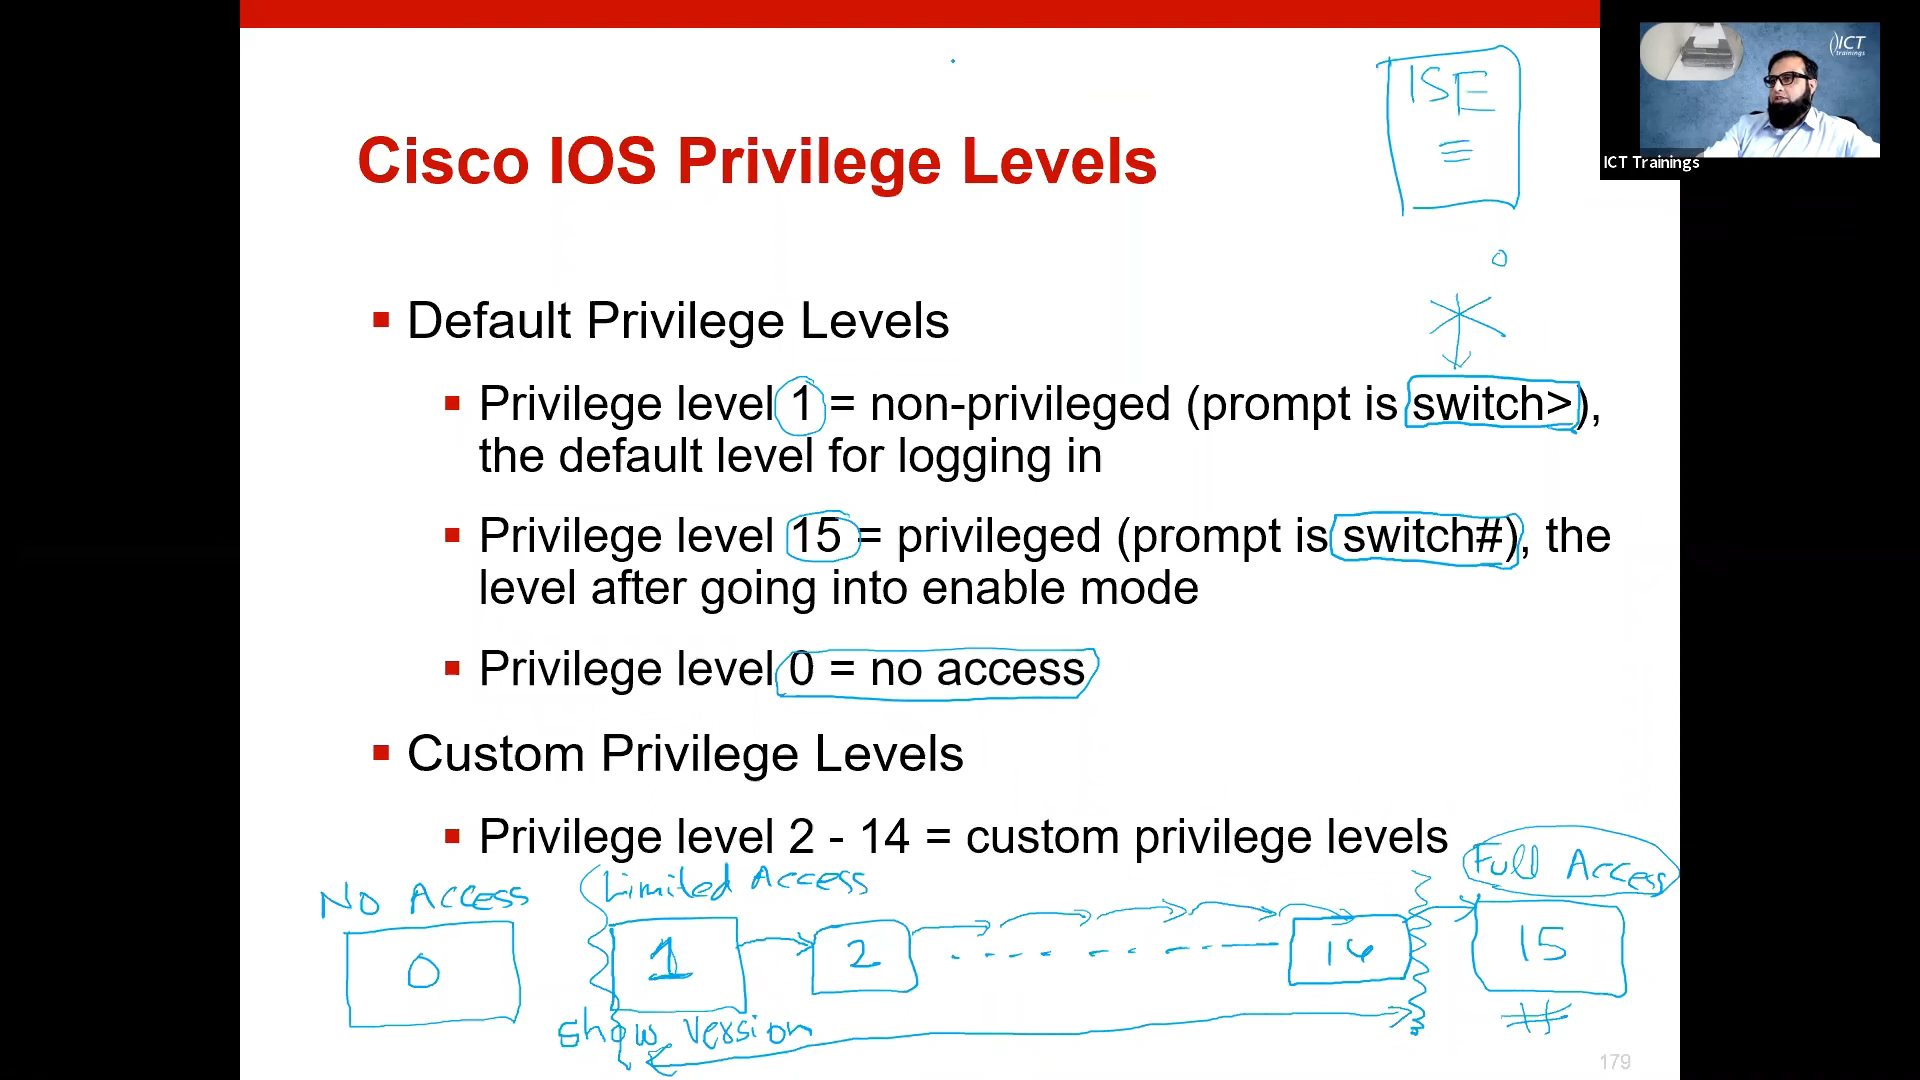 ISE
ICT
trainings
ICT Trainings
Cisco IOS Privilege Levels
Default Privilege Levels
Privilege level 1 = non-privileged (prompt is switch>),
the default level for logging in
Privilege level 15 = privileged (prompt is switch#), the
level after going into enable mode
Privilege level 0 = no access
Custom Privilege Levels
Privilege level 2 - 14 = custom privilege levels
No Access
Limited Access
Full Access
0
1
2
14
15
show version
#
179